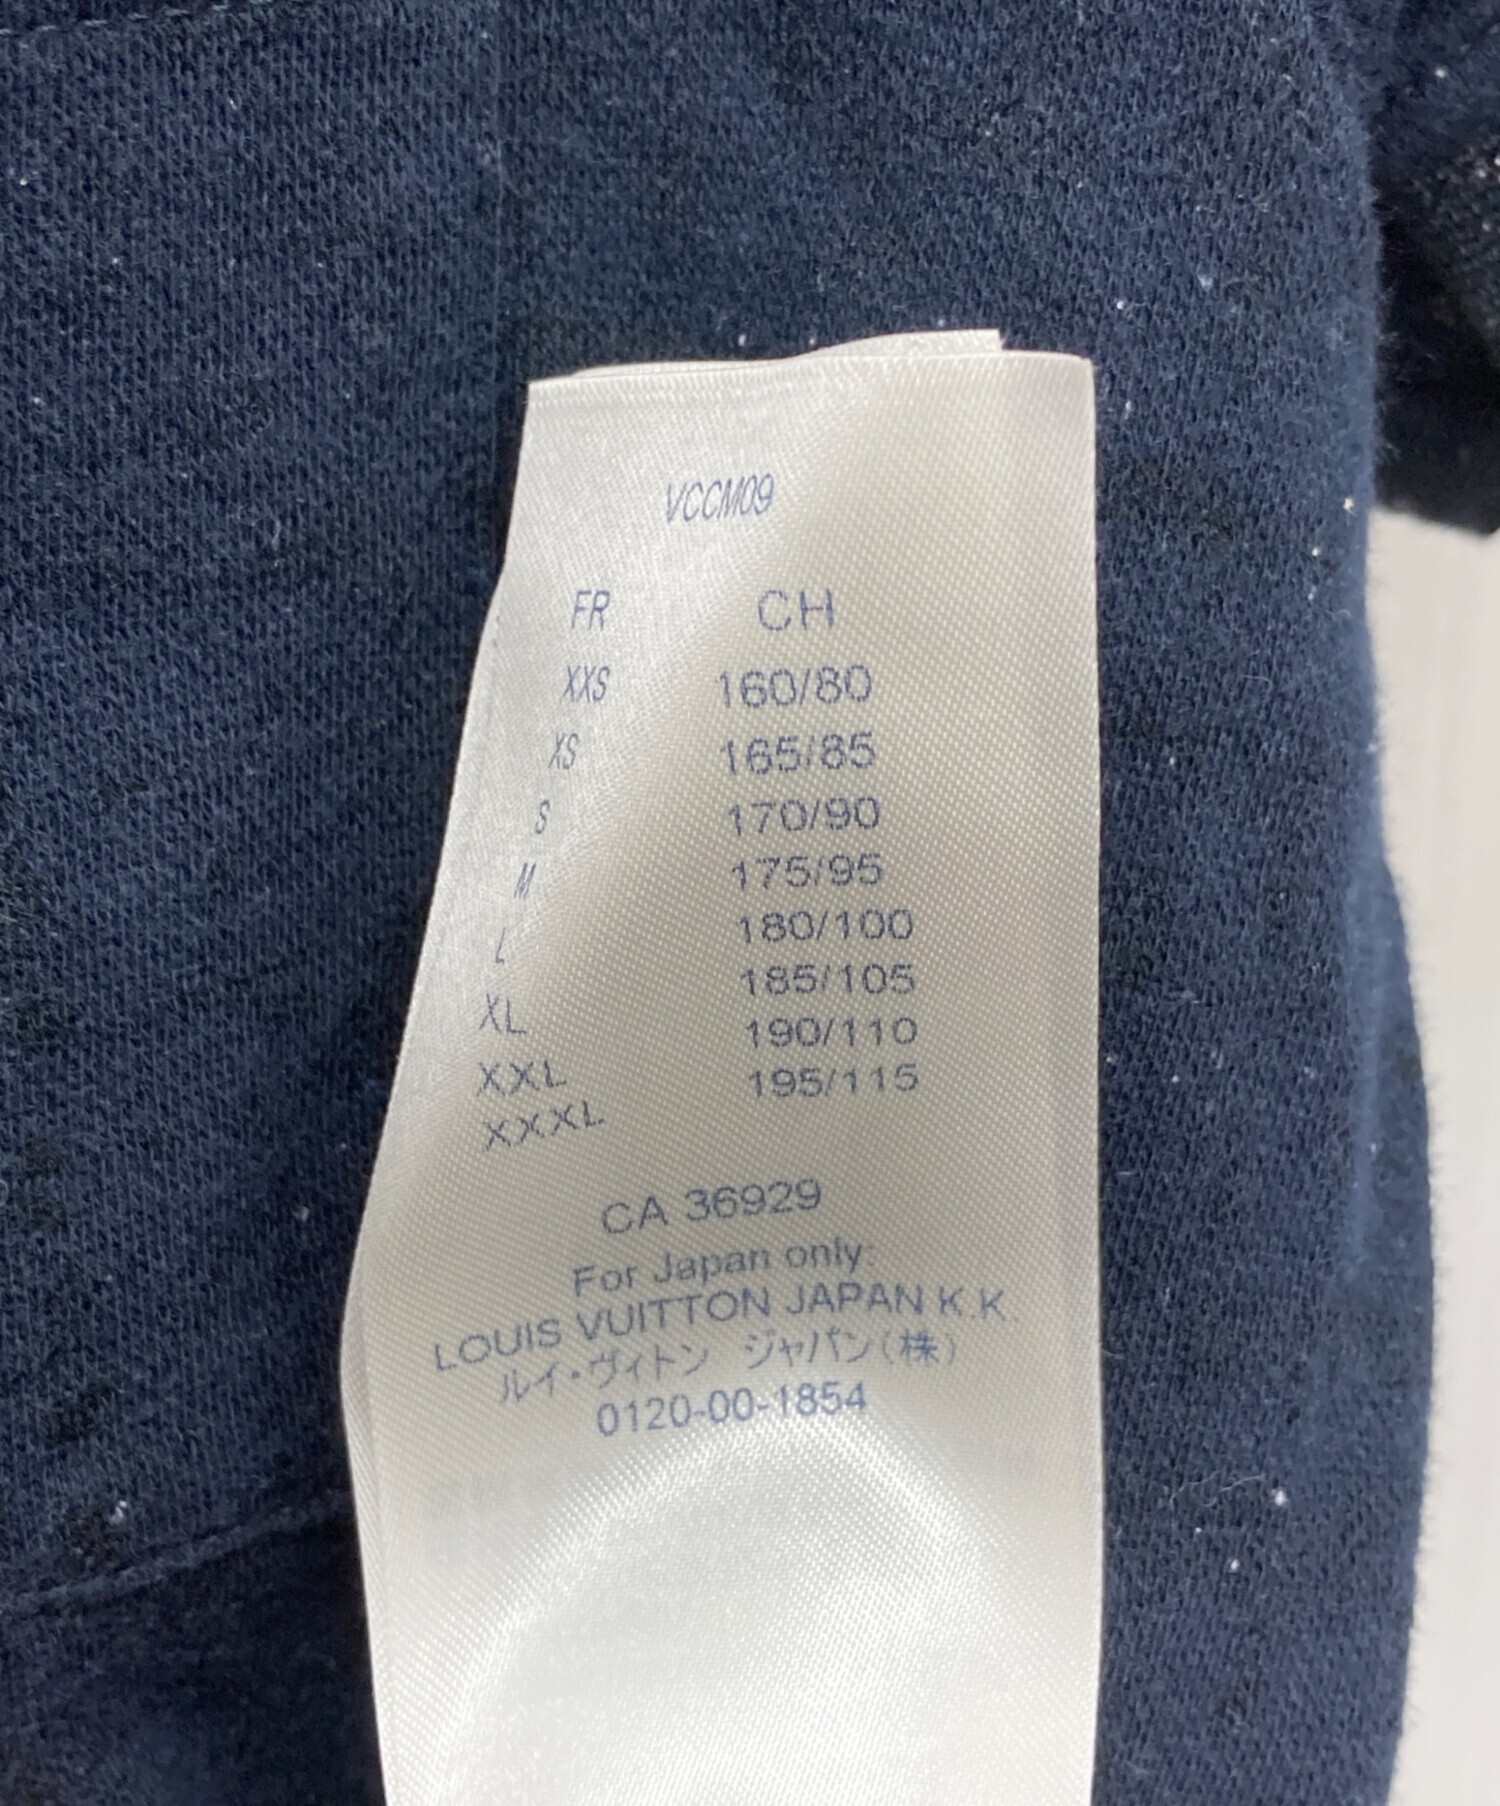 VCCM09
FR CH
XXS 160/80
XS 165/85
S 170/90
M 175/95
L 180/100
XL 185/105
XXL 190/110
XXXL 195/115
CA 36929
For Japan only:
LOUIS VUITTON JAPAN K.K.
ルイ・ヴィトン ジャパン(株)
0120-00-1854